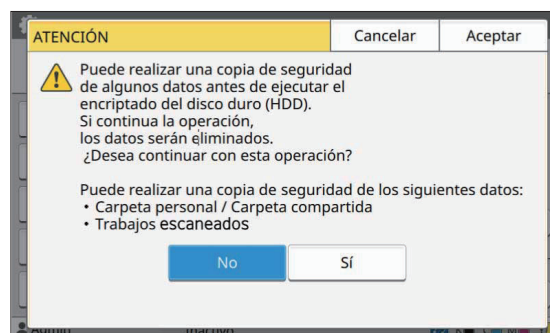 ATENCIÓN
Cancelar
Aceptar
Puede realizar una copia de seguridad
de algunos datos antes de ejecutar el
encriptado del disco duro (HDD).
Si continua la operación,
los datos serán eliminados.
¿Desea continuar con esta operación?
Puede realizar una copia de seguridad de los siguientes datos:
• Carpeta personal / Carpeta compartida
• Trabajos escaneados
No
Sí
Admin
Inactivo